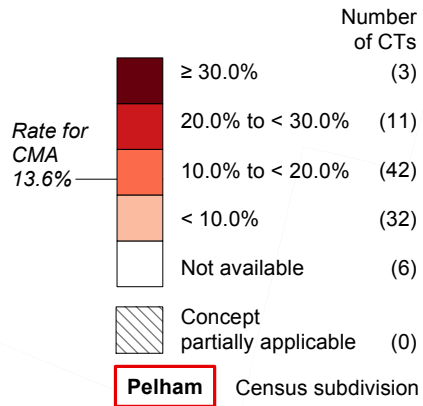 Number
of CTs
≥ 30.0% (3)
20.0% to < 30.0% (11)
Rate for
CMA
13.6%
10.0% to < 20.0% (42)
< 10.0% (32)
Not available (6)
Concept
partially applicable (0)
Pelham Census subdivision